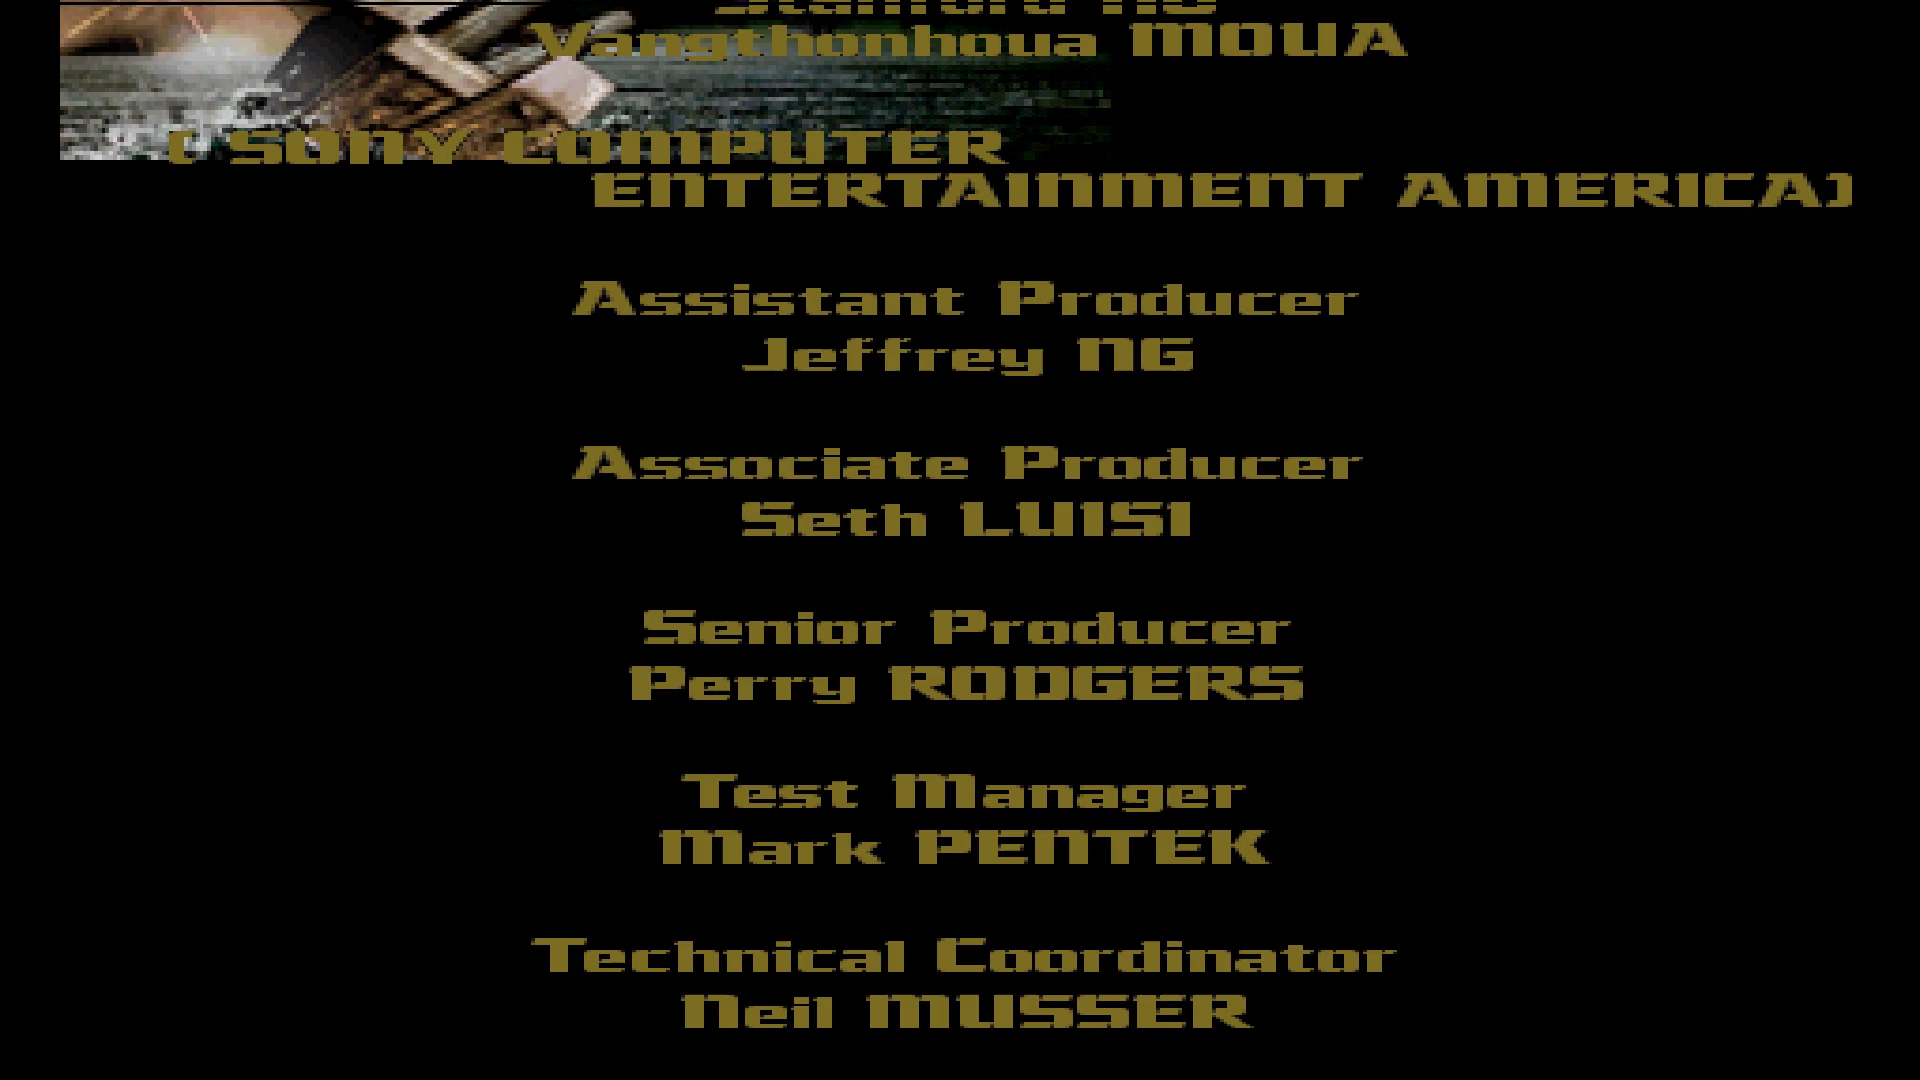 Vangthonhoua MOUA
( SONY COMPUTER
ENTERTAINMENT AMERICA)
Assistant Producer
Jeffrey NG
Associate Producer
Seth LUISI
Senior Producer
Perry RODGERS
Test Manager
Mark PENTEK
Technical Coordinator
Neil MUSSER